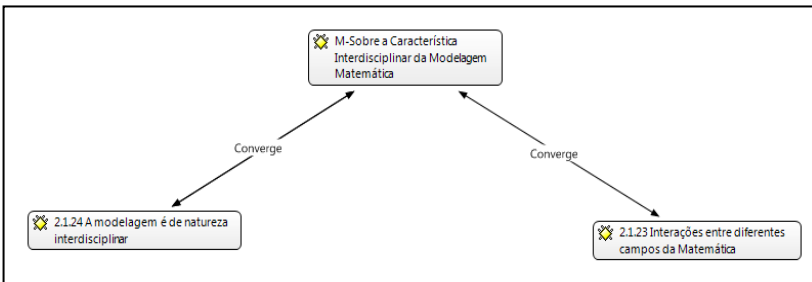 M-Sobre a Característica
Interdisciplinar da Modelagem
Matemática
Converge
Converge
2.1.24 A modelagem é de natureza
interdisciplinar
2.1.23 Interações entre diferentes
campos da Matemática